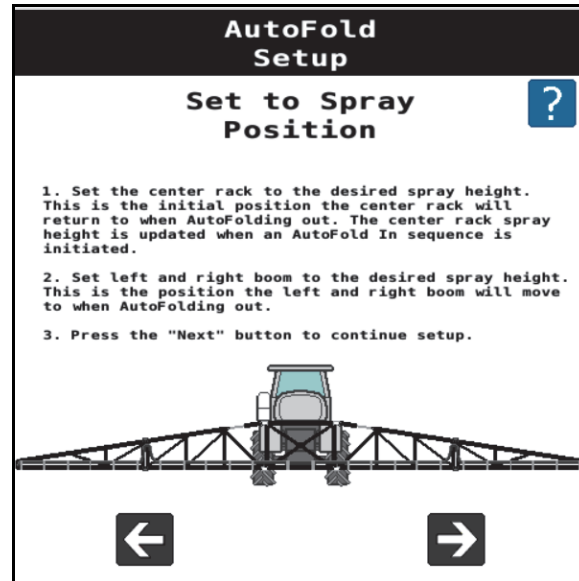 AutoFold
Setup
Set to Spray
Position
?
1. Set the center rack to the desired spray height.
This is the initial position the center rack will
return to when AutoFolding out. The center rack spray
height is updated when an AutoFold In sequence is
initiated.
2. Set left and right boom to the desired spray height.
This is the position the left and right boom will move
to when AutoFolding out.
3. Press the "Next" button to continue setup.